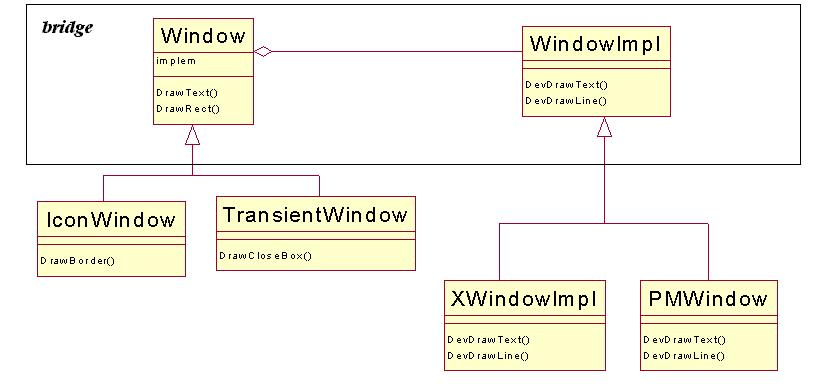 bridge
Window
implem
DrawText()
DrawRect()
WindowImpl
DevDrawText()
DevDrawLine()
IconWindow
DrawBorder()
TransientWindow
DrawCloseBox()
XWindowImpl
DevDrawText()
DevDrawLine()
PMWindow
DevDrawText()
DevDrawLine()